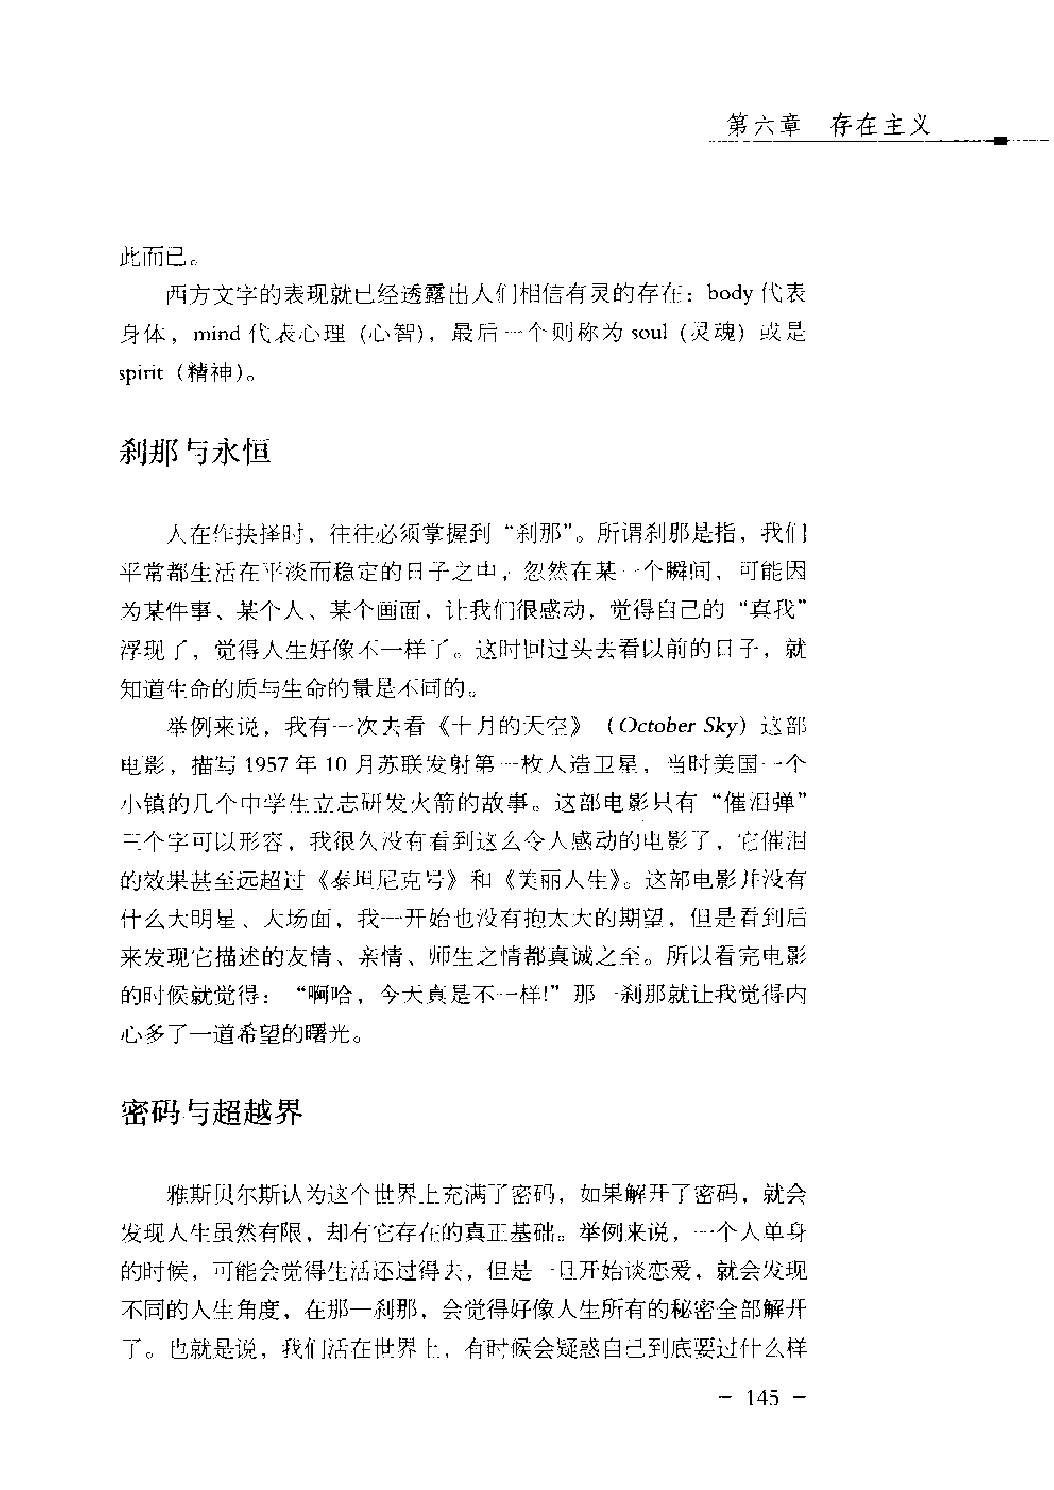 第六章 存在主义
此而已。
西方文字的表现就已经透露出人们相信有灵的存在：body 代表
身体，mind 代表心理（心智），最后一个则称为 soul（灵魂）或是
spirit（精神）。
刹那与永恒
人在作抉择时，往往必须掌握到“刹那”。所谓刹那是指，我们
平常都生活在平淡而稳定的日子之中，忽然在某一个瞬间，可能因
为某件事、某个人、某个画面，让我们很感动，觉得自己的“真我”
浮现了，觉得人生好像不一样了。这时回过头去看以前的日子，就
知道生命的质与生命的量是不同的。
举例来说，我有一次去看《十月的天空》（October Sky）这部
电影，描写 1957 年 10 月苏联发射第一枚人造卫星，当时美国一个
小镇的几个中学生立志研发火箭的故事。这部电影只有“催泪弹”
三个字可以形容，我很久没有看到这么令人感动的电影了，它催泪
的效果甚至远超过《泰坦尼克号》和《美丽人生》。这部电影并没有
什么大明星、大场面，我一开始也没有抱太大的期望，但是看到后
来发现它描述的友情、亲情、师生之情都真诚之至。所以看完电影
的时候就觉得：“啊哈，今天真是不一样!”那一刹那就让我觉得内
心多了一道希望的曙光。
密码与超越界
雅斯贝尔斯认为这个世界上充满了密码，如果解开了密码，就会
发现人生虽然有限，却有它存在的真正基础。举例来说，一个人单身
的时候，可能会觉得生活还过得去，但是一旦开始谈恋爱，就会发现
不同的人生角度，在那一刹那，会觉得好像人生所有的秘密全部解开
了。也就是说，我们活在世界上，有时候会疑惑自己到底要过什么样
- 145 -